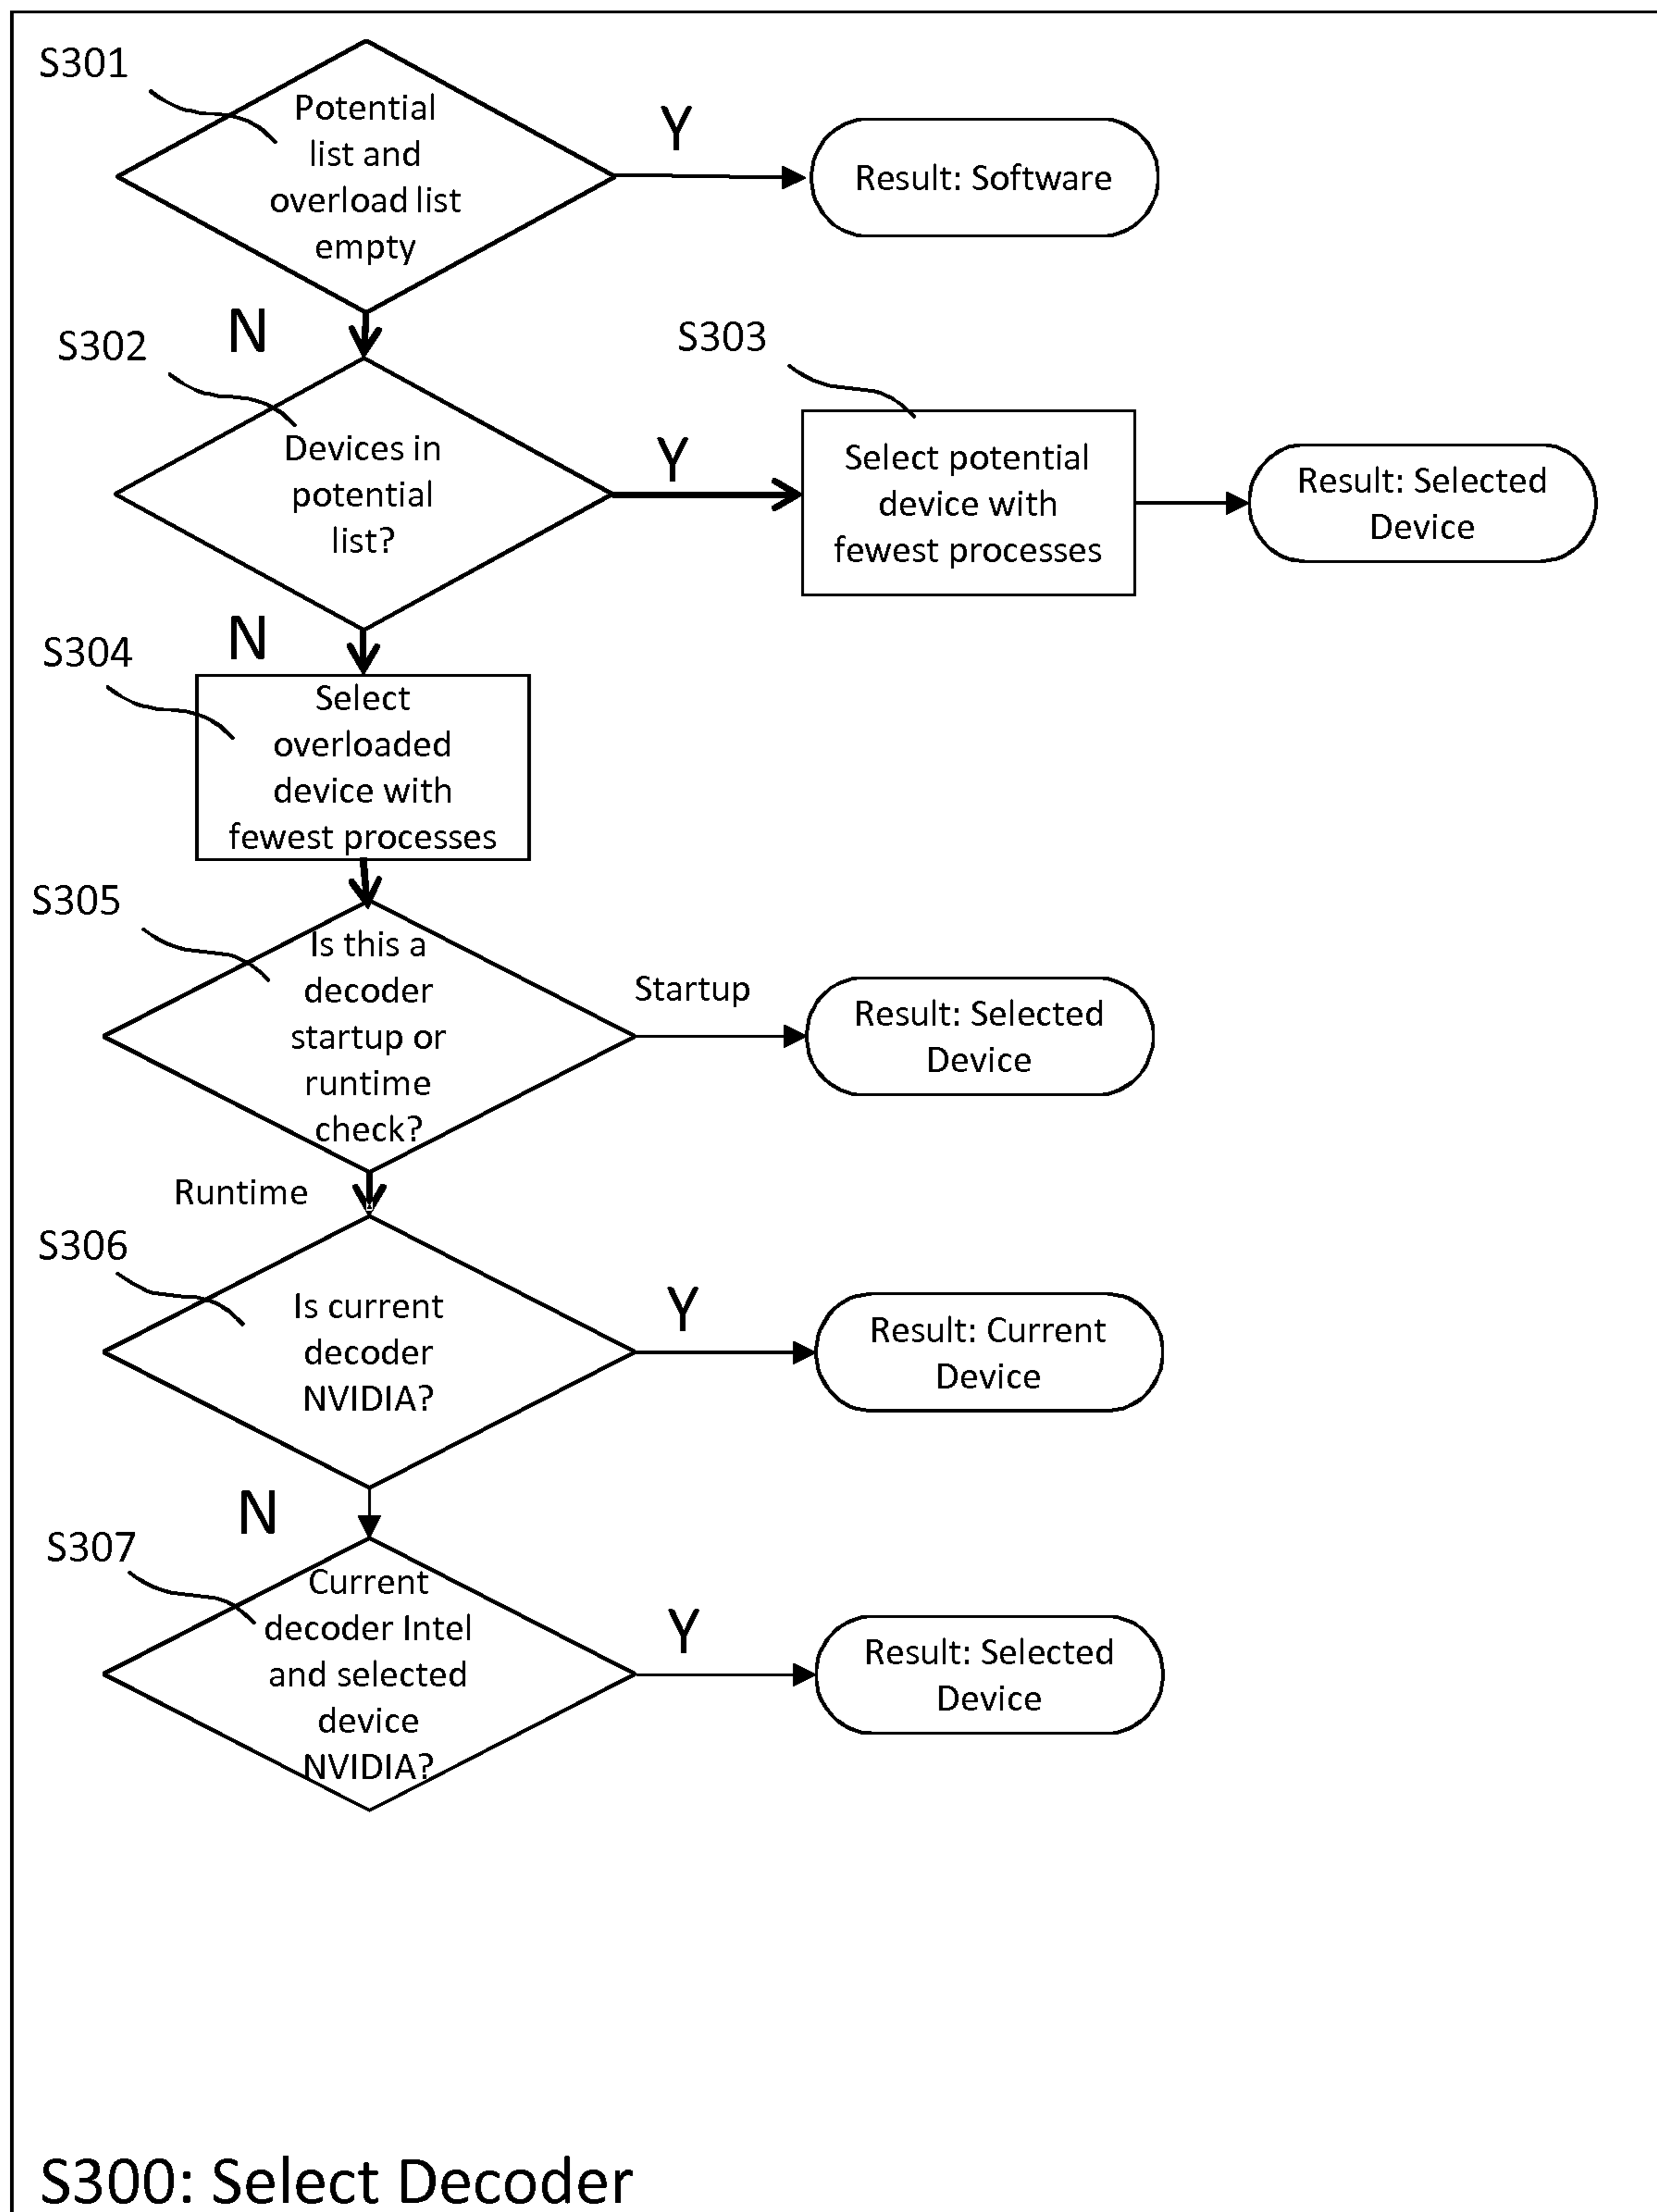 S301
Potential
list and
overload list
empty
Y
Result: Software
N
S302
Devices in
potential
list?
Y
S303
Select potential
device with
fewest processes
Result: Selected
Device
N
S304
Select
overloaded
device with
fewest processes
S305
Is this a
decoder
startup or
runtime
check?
Startup
Result: Selected
Device
Runtime
S306
Is current
decoder
NVIDIA?
Y
Result: Current
Device
N
S307
Current
decoder Intel
and selected
device
NVIDIA?
Y
Result: Selected
Device
S300: Select Decoder